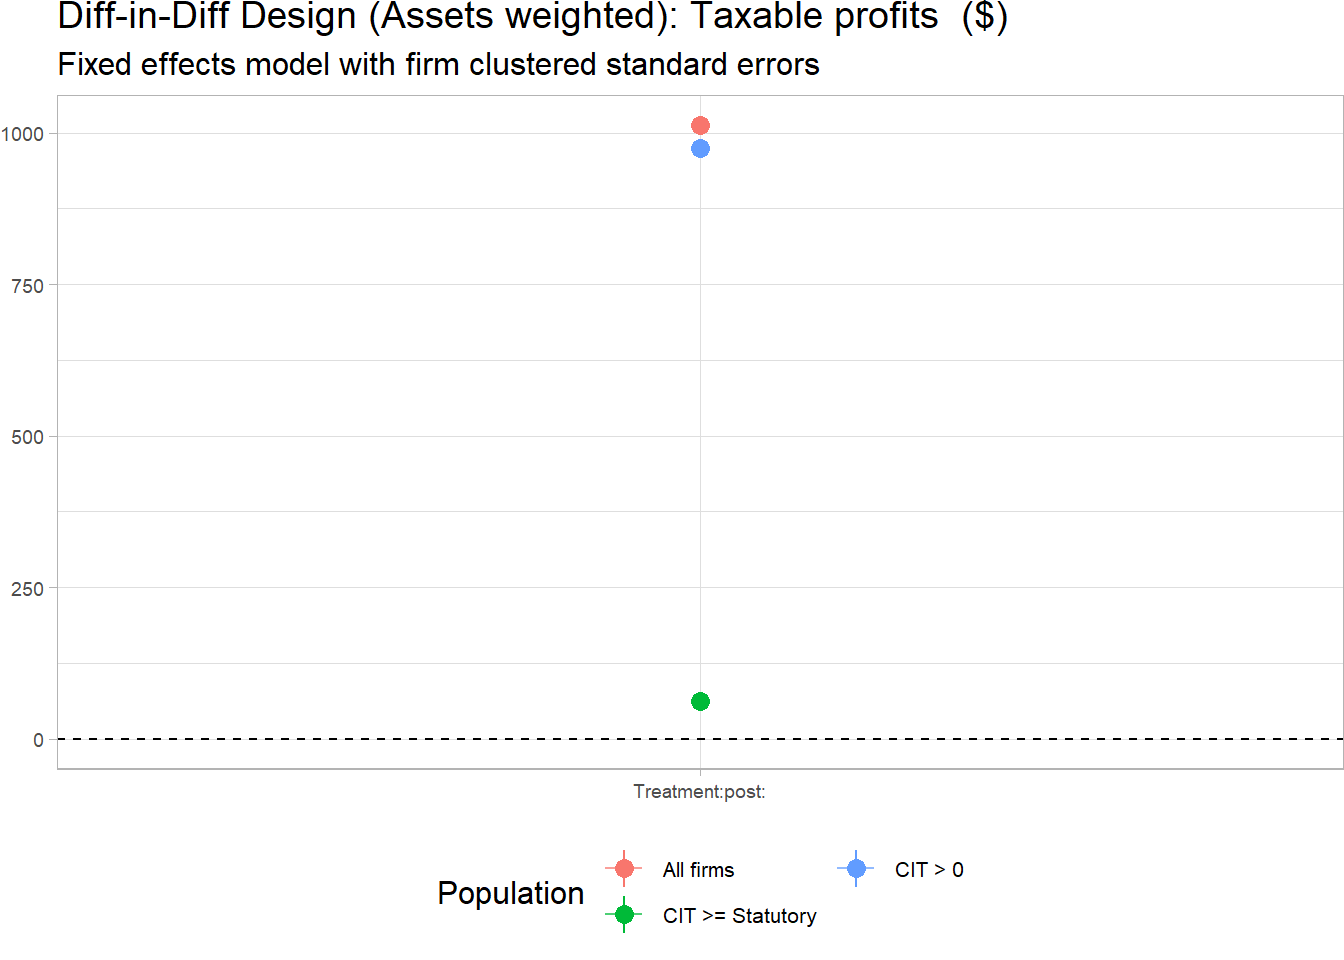 Diff-in-Diff Design (Assets weighted): Taxable profits  ($)
Fixed effects model with firm clustered standard errors
1000
750
500
250
0
Treatment:post:
Population
All firms
CIT > 0
CIT >= Statutory